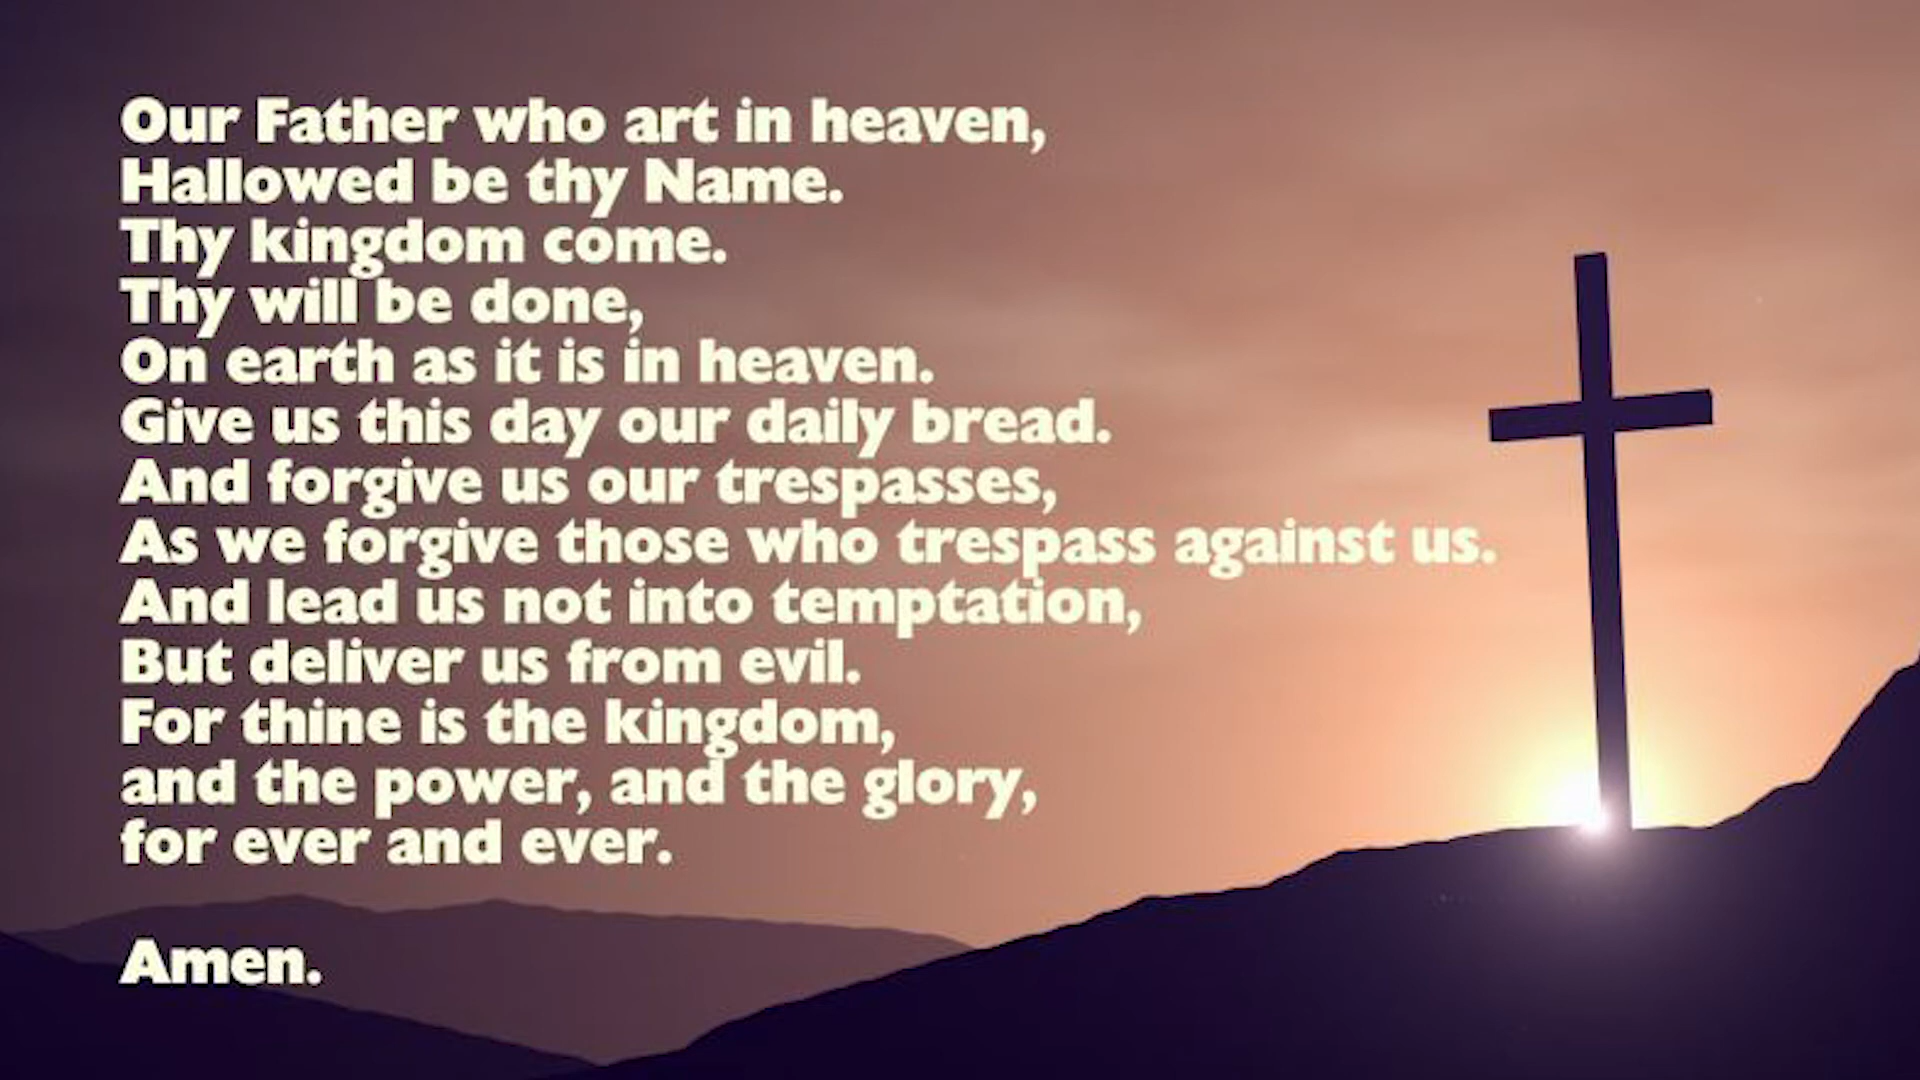 Our Father who art in heaven,
Hallowed be thy Name.
Thy kingdom come.
Thy will be done,
On earth as it is in heaven.
Give us this day our daily bread.
And forgive us our trespasses,
As we forgive those who trespass against us.
And lead us not into temptation,
But deliver us from evil.
For thine is the kingdom,
and the power, and the glory,
for ever and ever.
Amen.